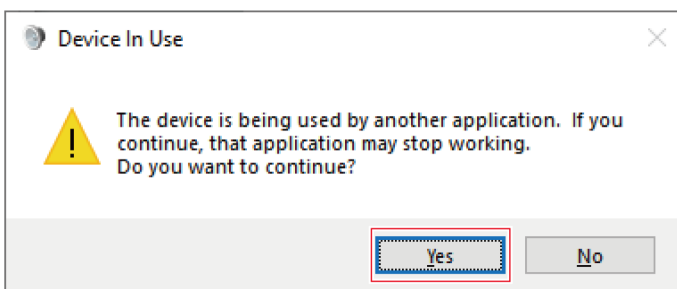 Device In Use
The device is being used by another application.  If you
continue, that application may stop working.
Do you want to continue?
Yes
No